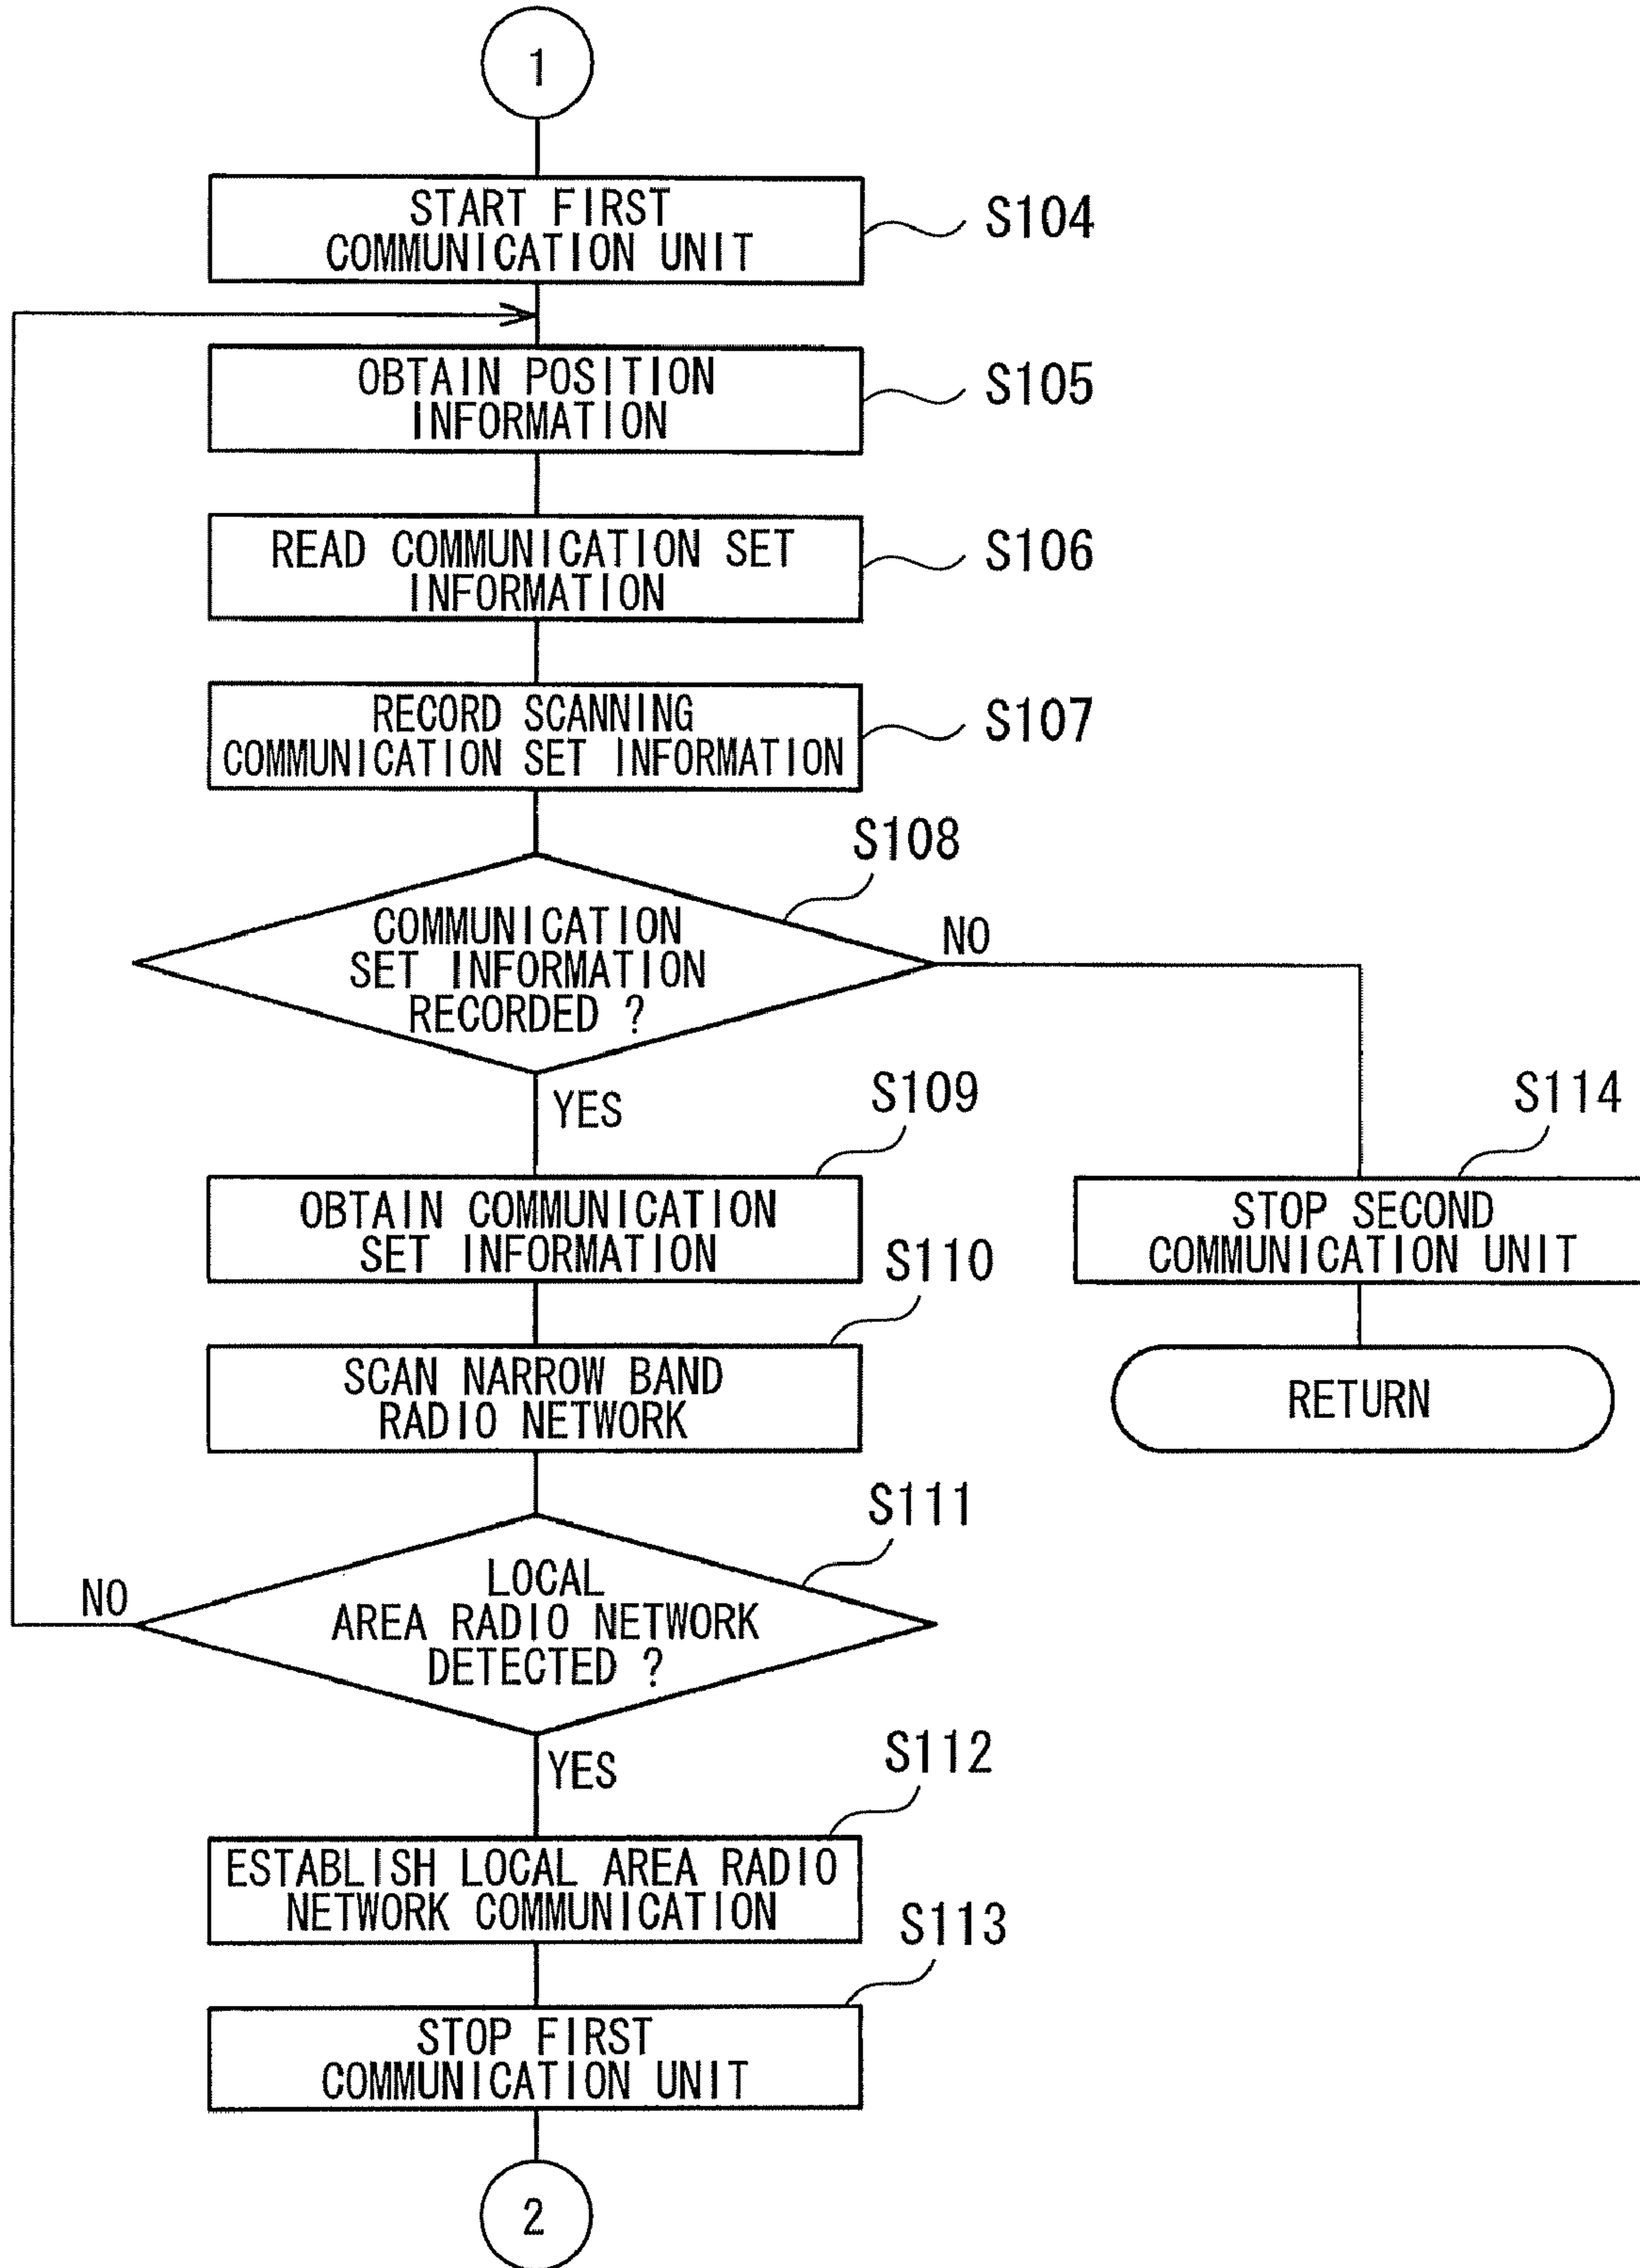 1
START FIRST
COMMUNICATION UNIT
S104
OBTAIN POSITION
INFORMATION
S105
READ COMMUNICATION SET
INFORMATION
S106
RECORD SCANNING
COMMUNICATION SET INFORMATION
S107
S108
COMMUNICATION
SET INFORMATION
RECORDED ?
NO
YES
S109
OBTAIN COMMUNICATION
SET INFORMATION
S114
STOP SECOND
COMMUNICATION UNIT
S110
SCAN NARROW BAND
RADIO NETWORK
RETURN
S111
LOCAL
AREA RADIO NETWORK
DETECTED ?
NO
YES
S112
ESTABLISH LOCAL AREA RADIO
NETWORK COMMUNICATION
S113
STOP FIRST
COMMUNICATION UNIT
2